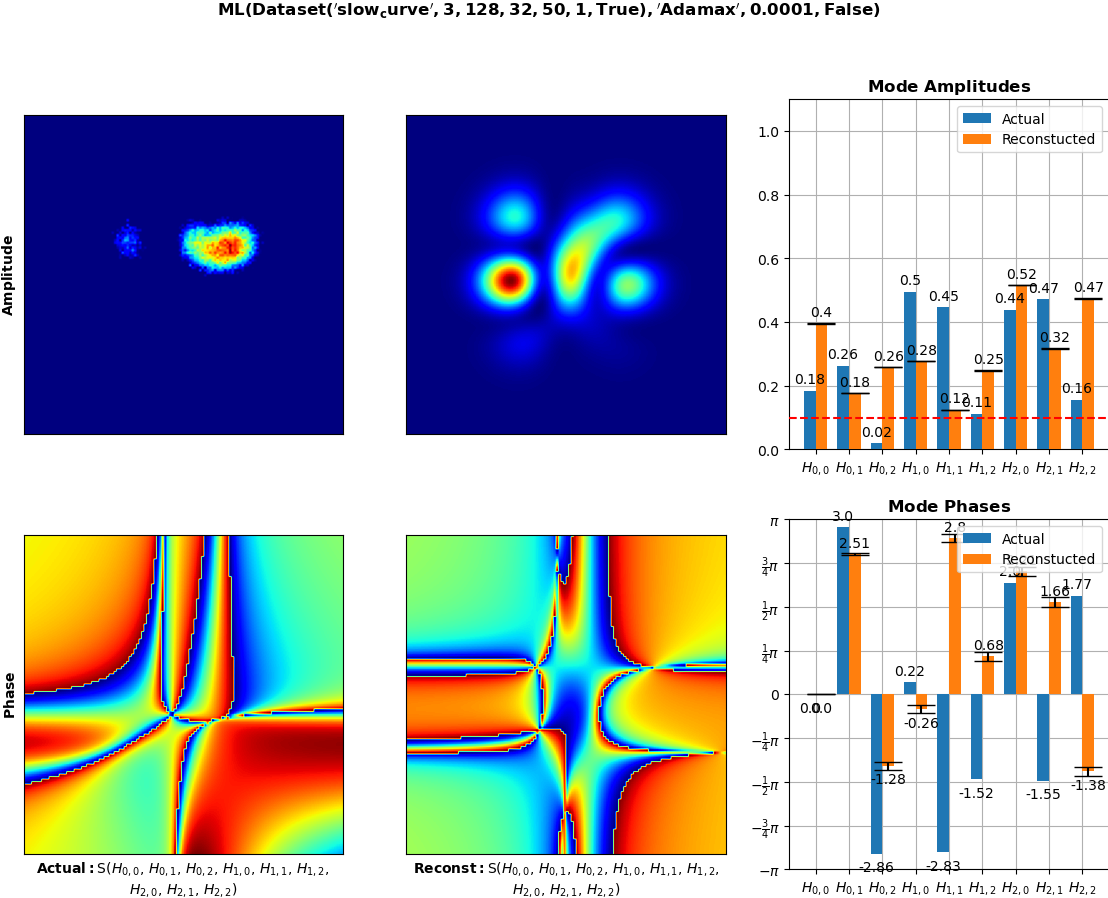 ML(Dataset('slow_curve', 3, 128, 32, 50, 1, True), 'Adamax', 0.0001, False)
Amplitude
Mode Amplitudes
Actual
Reconstucted
1.0
0.8
0.6
0.4
0.2
0.0
0.18
0.4
0.26
0.18
0.02
0.26
0.5
0.28
0.45
0.12
0.11
0.25
0.44
0.52
0.47
0.32
0.16
0.47
H0,0 H0,1 H0,2 H1,0 H1,1 H1,2 H2,0 H2,1 H2,2
Phase
Mode Phases
Actual
Reconstucted
π
3/4π
1/2π
1/4π
0
−1/4π
−1/2π
−3/4π
−π
0.0
0.0
3.0
2.51
-2.86
-1.28
0.22
-0.26
-2.83
2.8
-1.52
0.68
-1.55
1.66
1.77
-1.38
H0,0 H0,1 H0,2 H1,0 H1,1 H1,2 H2,0 H2,1 H2,2
Actual: S(H0,0, H0,1, H0,2, H1,0, H1,1, H1,2,
H2,0, H2,1, H2,2)
Reconst: S(H0,0, H0,1, H0,2, H1,0, H1,1, H1,2,
H2,0, H2,1, H2,2)